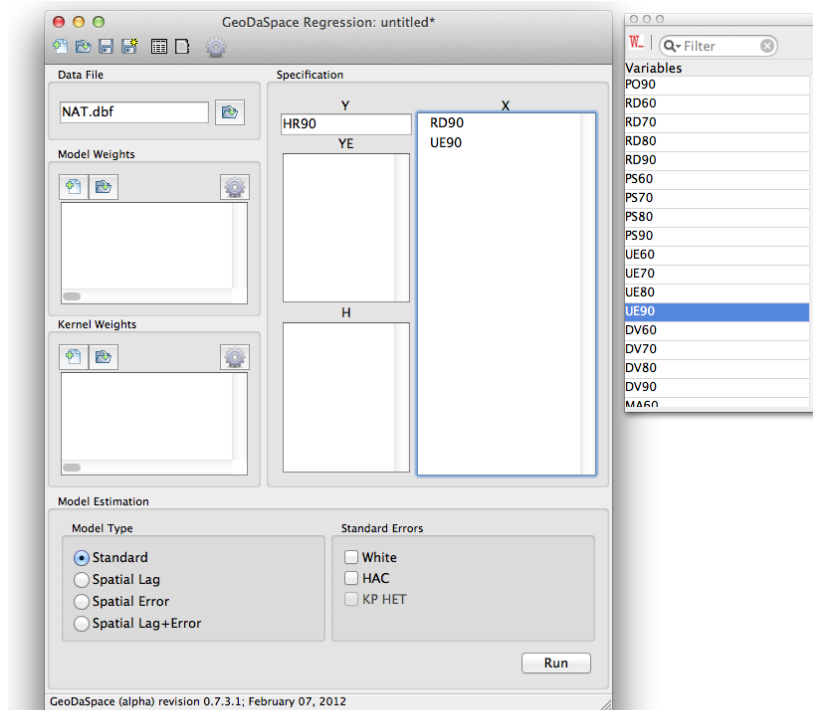 GeoDaSpace Regression: untitled*
Data File
NAT.dbf
Model Weights
Kernel Weights
Specification
Y
HR90
YE
H
X
RD90
UE90
Model Estimation
Model Type
Standard
Spatial Lag
Spatial Error
Spatial Lag+Error
Standard Errors
White
HAC
KP HET
Run
GeoDaSpace (alpha) revision 0.7.3.1; February 07, 2012
W
Filter
Variables
PO90
RD60
RD70
RD80
RD90
PS60
PS70
PS80
PS90
UE60
UE70
UE80
UE90
DV60
DV70
DV80
DV90
MA60